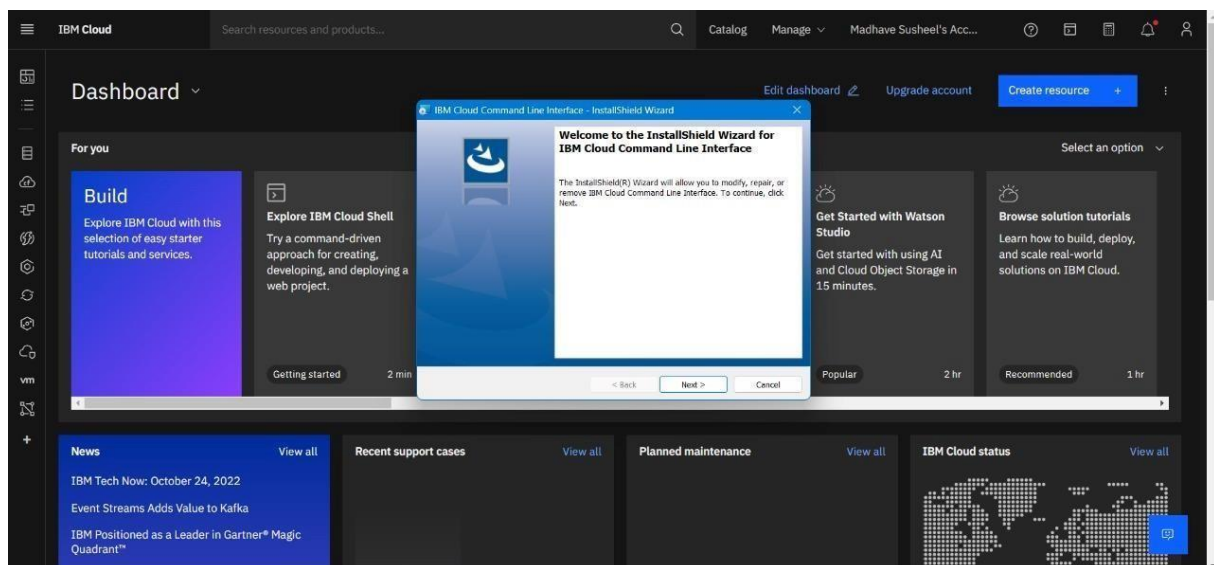 IBM Cloud
Search resources and products...
Catalog
Manage
Madhave Susheel's Acc...
Dashboard
Edit dashboard
Upgrade account
Create resource +
IBM Cloud Command Line Interface - InstallShield Wizard
Welcome to the InstallShield Wizard for
IBM Cloud Command Line Interface
The InstallShield(R) Wizard will allow you to modify, repair, or
remove IBM Cloud Command Line Interface. To continue, click
Next.
< Back
Next >
Cancel
For you
Select an option
Build
Explore IBM Cloud with this
selection of easy starter
tutorials and services.
Explore IBM Cloud Shell
Try a command-driven
approach for creating,
developing, and deploying a
web project.
Getting started
2 min
Get Started with Watson
Studio
Get started with using AI
and Cloud Object Storage in
15 minutes.
Popular
2 hr
Browse solution tutorials
Learn how to build, deploy,
and scale real-world
solutions on IBM Cloud.
Recommended
1 hr
vm
News
View all
IBM Tech Now: October 24, 2022
Event Streams Adds Value to Kafka
IBM Positioned as a Leader in Gartner® Magic
Quadrant™
Recent support cases
View all
Planned maintenance
View all
IBM Cloud status
View all